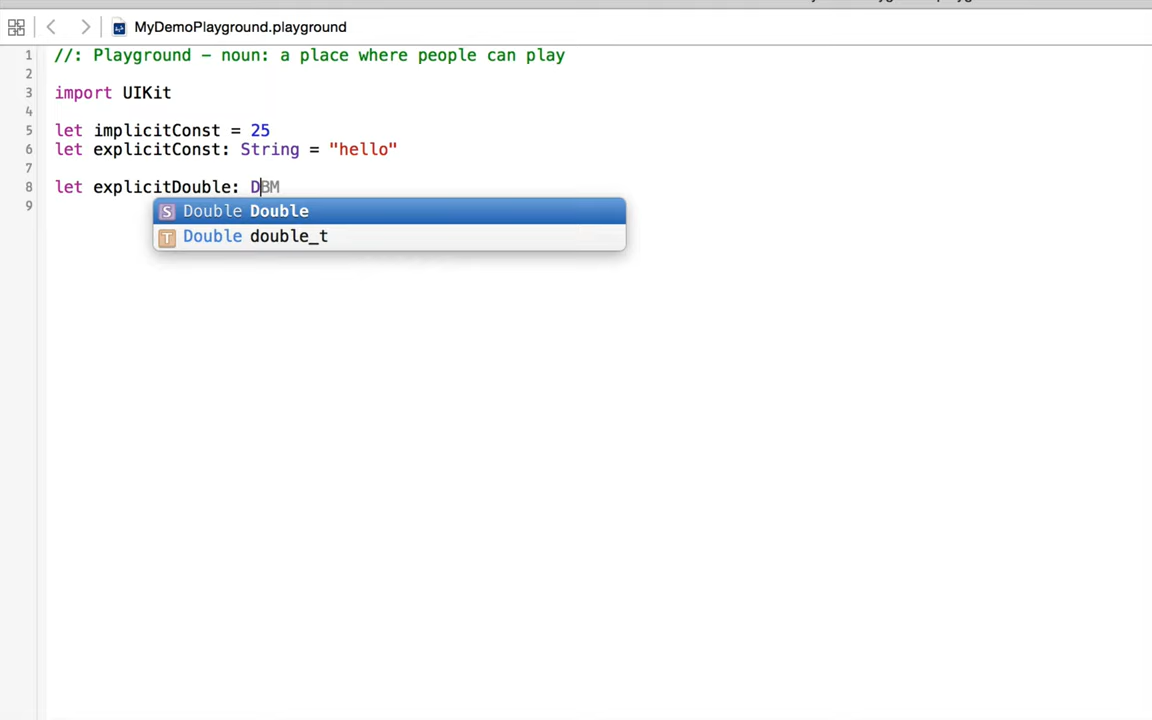 MyDemoPlayground.playground
1 //: Playground - noun: a place where people can play
2
3 import UIKit
4
5 let implicitConst = 25
6 let explicitConst: String = "hello"
7
8 let explicitDouble: DBM
S Double Double
9
T Double double_t